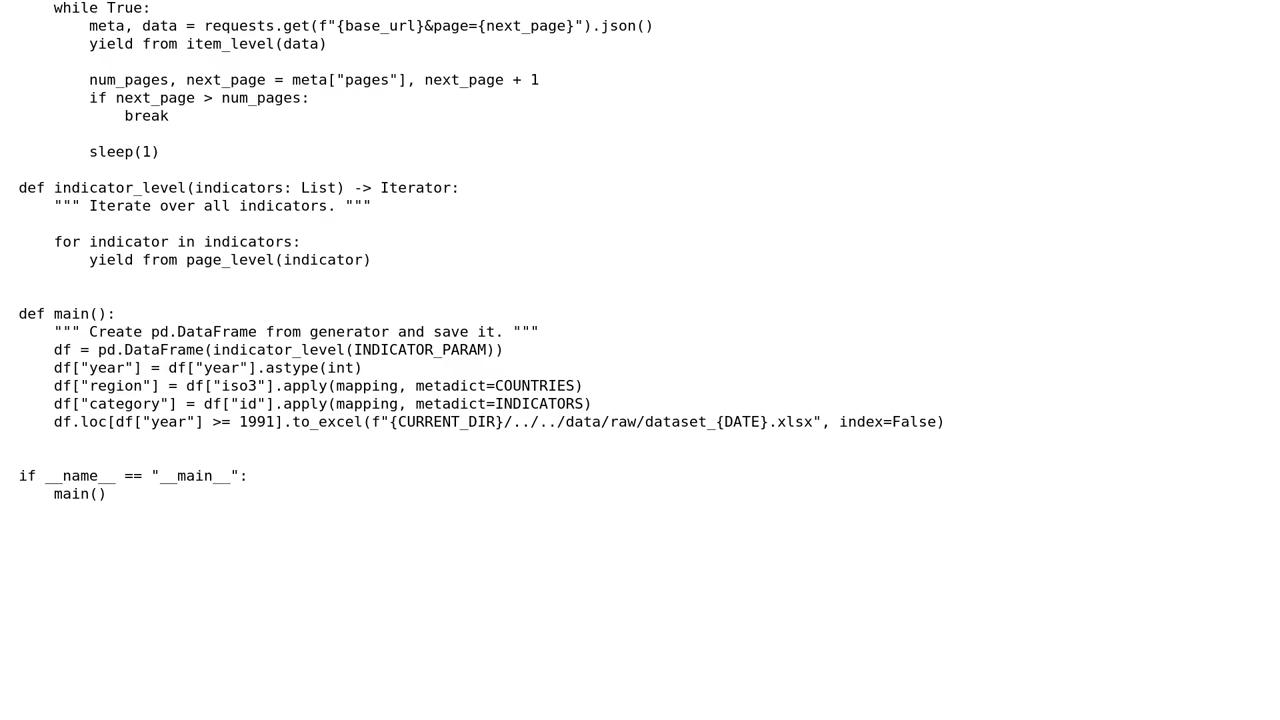 while True:
meta, data = requests.get(f"{base_url}&page={next_page}").json()
yield from item_level(data)
num_pages, next_page = meta["pages"], next_page + 1
if next_page > num_pages:
break
sleep(1)
def indicator_level(indicators: List) -> Iterator:
""" Iterate over all indicators. """
for indicator in indicators:
yield from page_level(indicator)
def main():
""" Create pd.DataFrame from generator and save it. """
df = pd.DataFrame(indicator_level(INDICATOR_PARAM))
df["year"] = df["year"].astype(int)
df["region"] = df["iso3"].apply(mapping, metadict=COUNTRIES)
df["category"] = df["id"].apply(mapping, metadict=INDICATORS)
df.loc[df["year"] >= 1991].to_excel(f"{CURRENT_DIR}/../../data/raw/dataset_{DATE}.xlsx", index=False)
if __name__ == "__main__":
main()